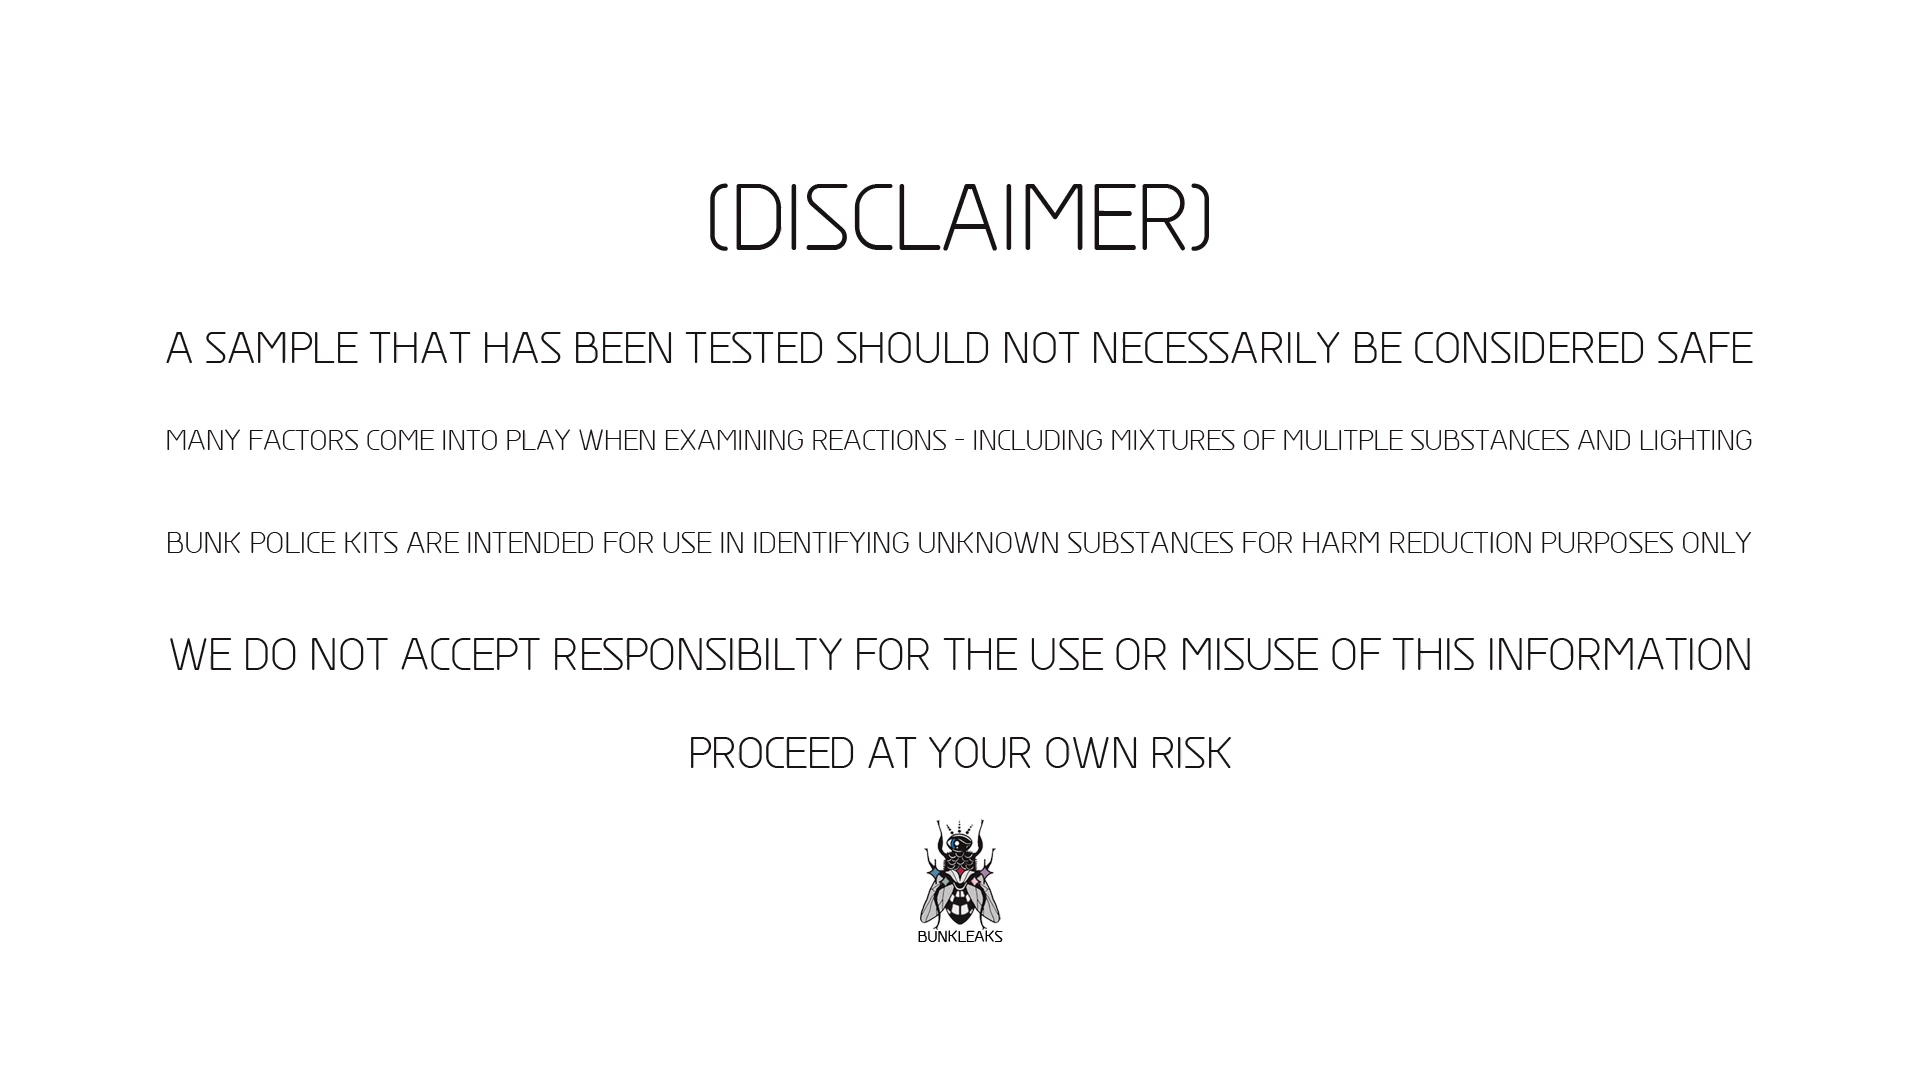 (DISCLAIMER)
A SAMPLE THAT HAS BEEN TESTED SHOULD NOT NECESSARILY BE CONSIDERED SAFE
MANY FACTORS COME INTO PLAY WHEN EXAMINING REACTIONS - INCLUDING MIXTURES OF MULITPLE SUBSTANCES AND LIGHTING
BUNK POLICE KITS ARE INTENDED FOR USE IN IDENTIFYING UNKNOWN SUBSTANCES FOR HARM REDUCTION PURPOSES ONLY
WE DO NOT ACCEPT RESPONSIBILTY FOR THE USE OR MISUSE OF THIS INFORMATION
PROCEED AT YOUR OWN RISK
BUNKLEAKS